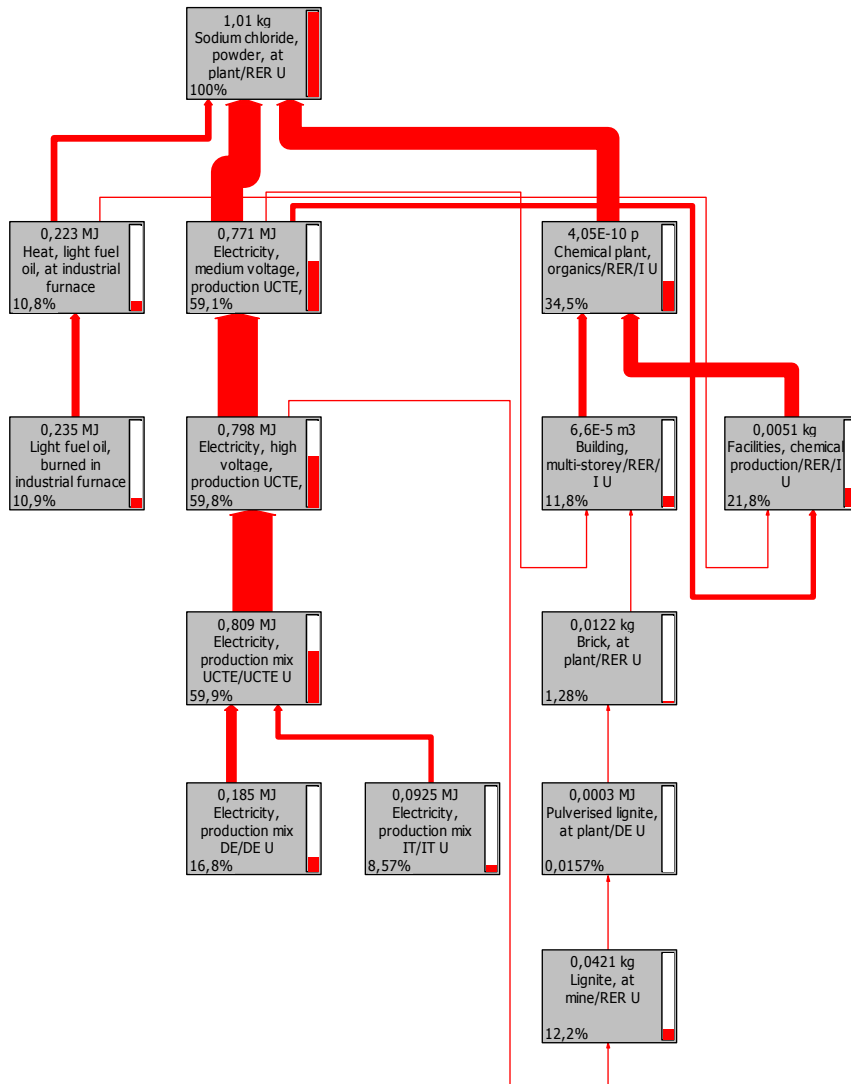 1,01 kg
Sodium chloride,
powder, at
plant/RER U
100%
0,223 MJ
Heat, light fuel
oil, at industrial
furnace
10,8%
0,771 MJ
Electricity,
medium voltage,
production UCTE,
59,1%
4,05E-10 p
Chemical plant,
organics/RER/I U
34,5%
0,235 MJ
Light fuel oil,
burned in
industrial furnace
10,9%
0,798 MJ
Electricity, high
voltage,
production UCTE,
59,8%
6,6E-5 m3
Building,
multi-storey/RER/
I U
11,8%
0,0051 kg
Facilities, chemical
production/RER/I
U
21,8%
0,809 MJ
Electricity,
production mix
UCTE/UCTE U
59,9%
0,0122 kg
Brick, at
plant/RER U
1,28%
0,185 MJ
Electricity,
production mix
DE/DE U
16,8%
0,0925 MJ
Electricity,
production mix
IT/IT U
8,57%
0,0003 MJ
Pulverised lignite,
at plant/DE U
0,0157%
0,0421 kg
Lignite, at
mine/RER U
12,2%